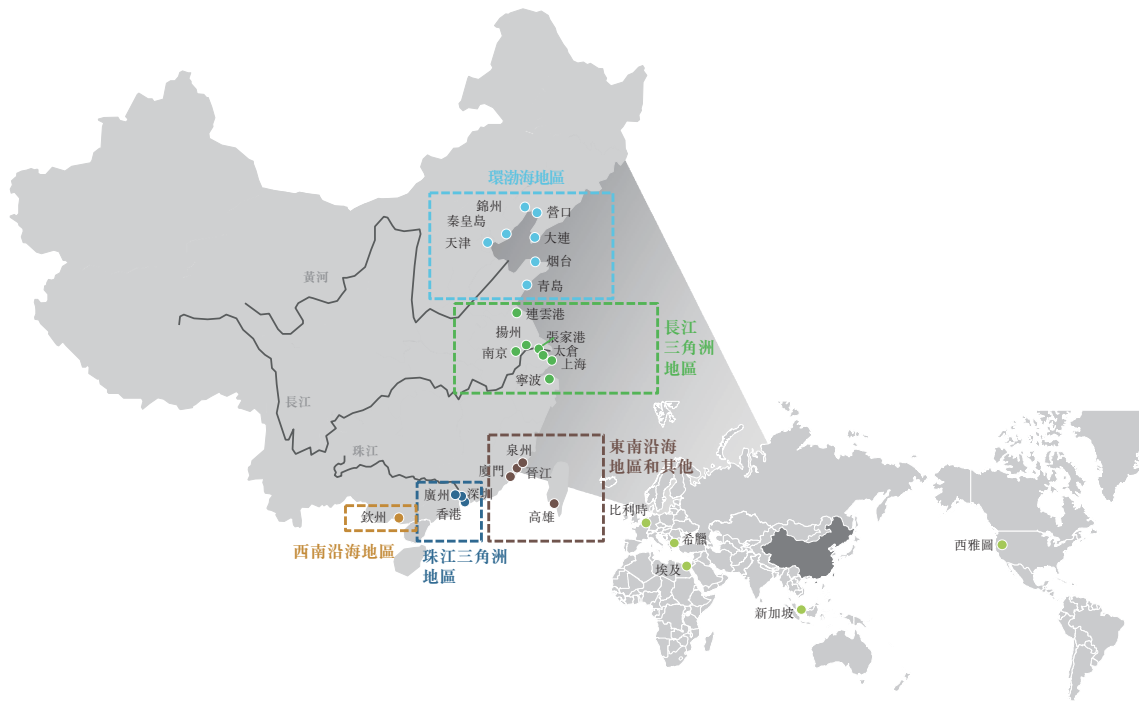 環渤海地區
錦州
營口
秦皇島
天津
大連
烟台
青島
黃河
連雲港
揚州
張家港
南京
太倉
上海
寧波
長江
三角洲
地區
長江
珠江
泉州
廈門
晉江
高雄
東南沿海
地區和其他
廣州
深圳
香港
欽州
西南沿海地區
珠江三角洲
地區
比利時
希臘
埃及
新加坡
西雅圖